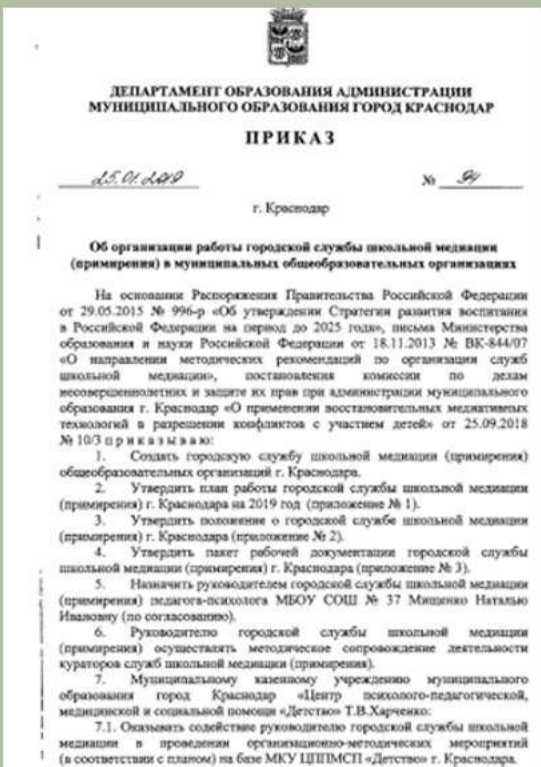 ДЕПАРТАМЕНТ ОБРАЗОВАНИЯ АДМИНИСТРАЦИИ
МУНИЦИПАЛЬНОГО ОБРАЗОВАНИЯ ГОРОД КРАСНОДАР
ПРИКАЗ
25.01.2019 № 94
г. Краснодар
Об организации работы городской службы школьной медиации
(примирения) в муниципальных общеобразовательных организациях
На основании Распоряжения Правительства Российской Федерации
от 29.05.2015 № 996-р «Об утверждении Стратегии развития воспитания
в Российской Федерации на период до 2025 года», письма Министерства
образования и науки Российской Федерации от 18.11.2013 № ВК-844/07
«О направлении методических рекомендаций по организации служб
школьной медиации», постановления комиссии по делам
несовершеннолетних и защите их прав при администрации муниципального
образования г. Краснодар «О применении восстановительных медиативных
технологий в разрешении конфликтов с участием детей» от 25.09.2018
№ 10/3 п р и к а з ы в а ю:
1. Создать городскую службу школьной медиации (примирения)
общеобразовательных организаций г. Краснодара.
2. Утвердить план работы городской службы школьной медиации
(примирения) г. Краснодара на 2019 год (приложение № 1).
3. Утвердить положение о городской службе школьной медиации
(примирения) г. Краснодара (приложение № 2).
4. Утвердить пакет рабочей документации городской службы
школьной медиации (примирения) г. Краснодара (приложение № 3).
5. Назначить руководителем городской службы школьной медиации
(примирения) педагога-психолога МБОУ СОШ № 37 Мищенко Наталью
Ивановну (по согласованию).
6. Руководителю городской службы школьной медиации
(примирения) осуществлять методическое сопровождение деятельности
кураторов служб школьной медиации (примирения).
7. Муниципальному казенному учреждению муниципального
образования город Краснодар «Центр психолого-педагогической,
медицинской и социальной помощи «Детство» Т.В.Харченко:
7.1. Оказывать содействие руководителю городской службы школьной
медиации в проведении организационно-методических мероприятий
(в соответствии с планом) на базе МКУ ЦППМСП «Детство» г. Краснодара.